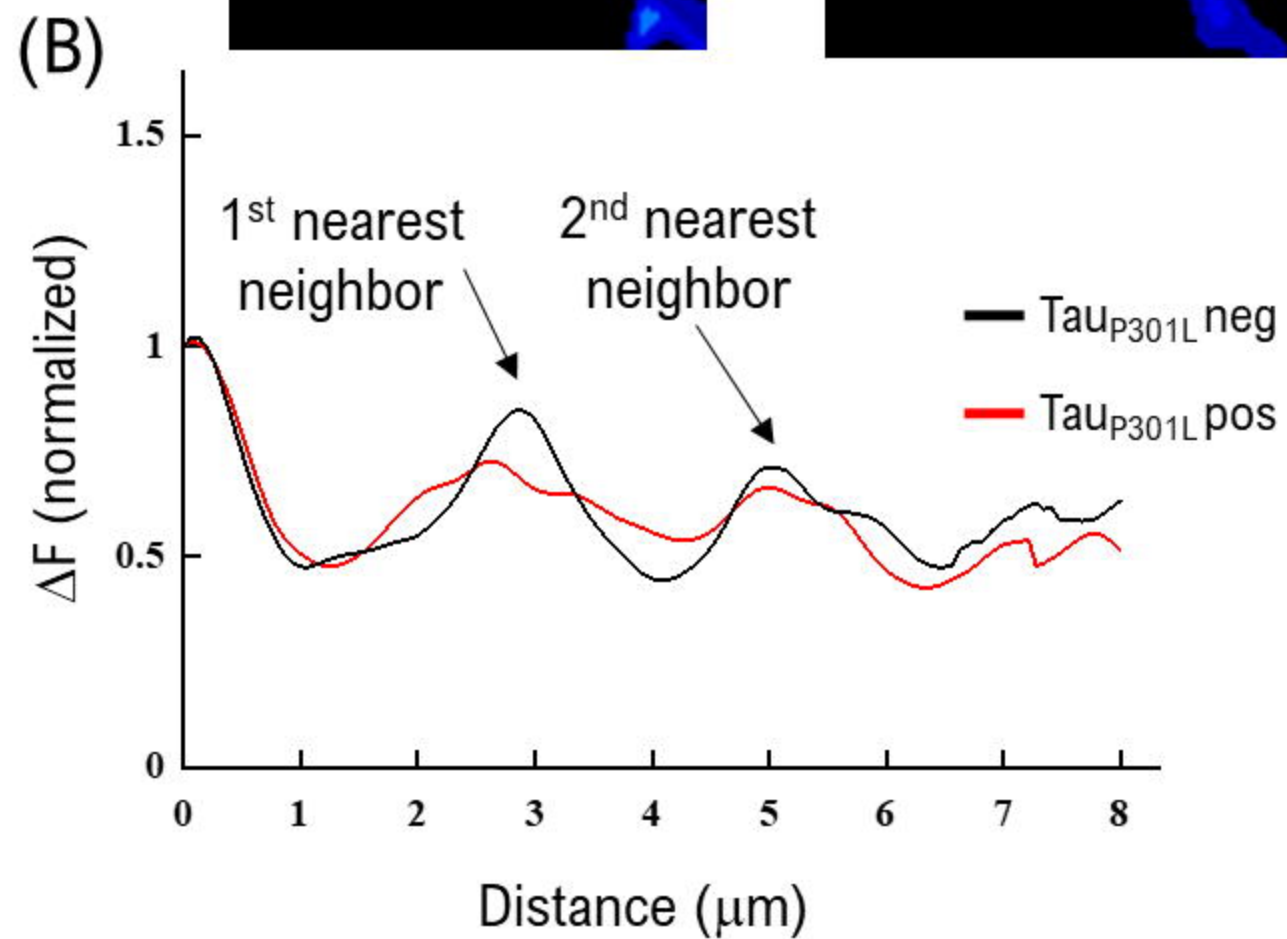 (B)
1.5
1
0.5
0
ΔF (normalized)
1st nearest
neighbor
2nd nearest
neighbor
TauP301L neg
TauP301L pos
0 1 2 3 4 5 6 7 8
Distance (μm)